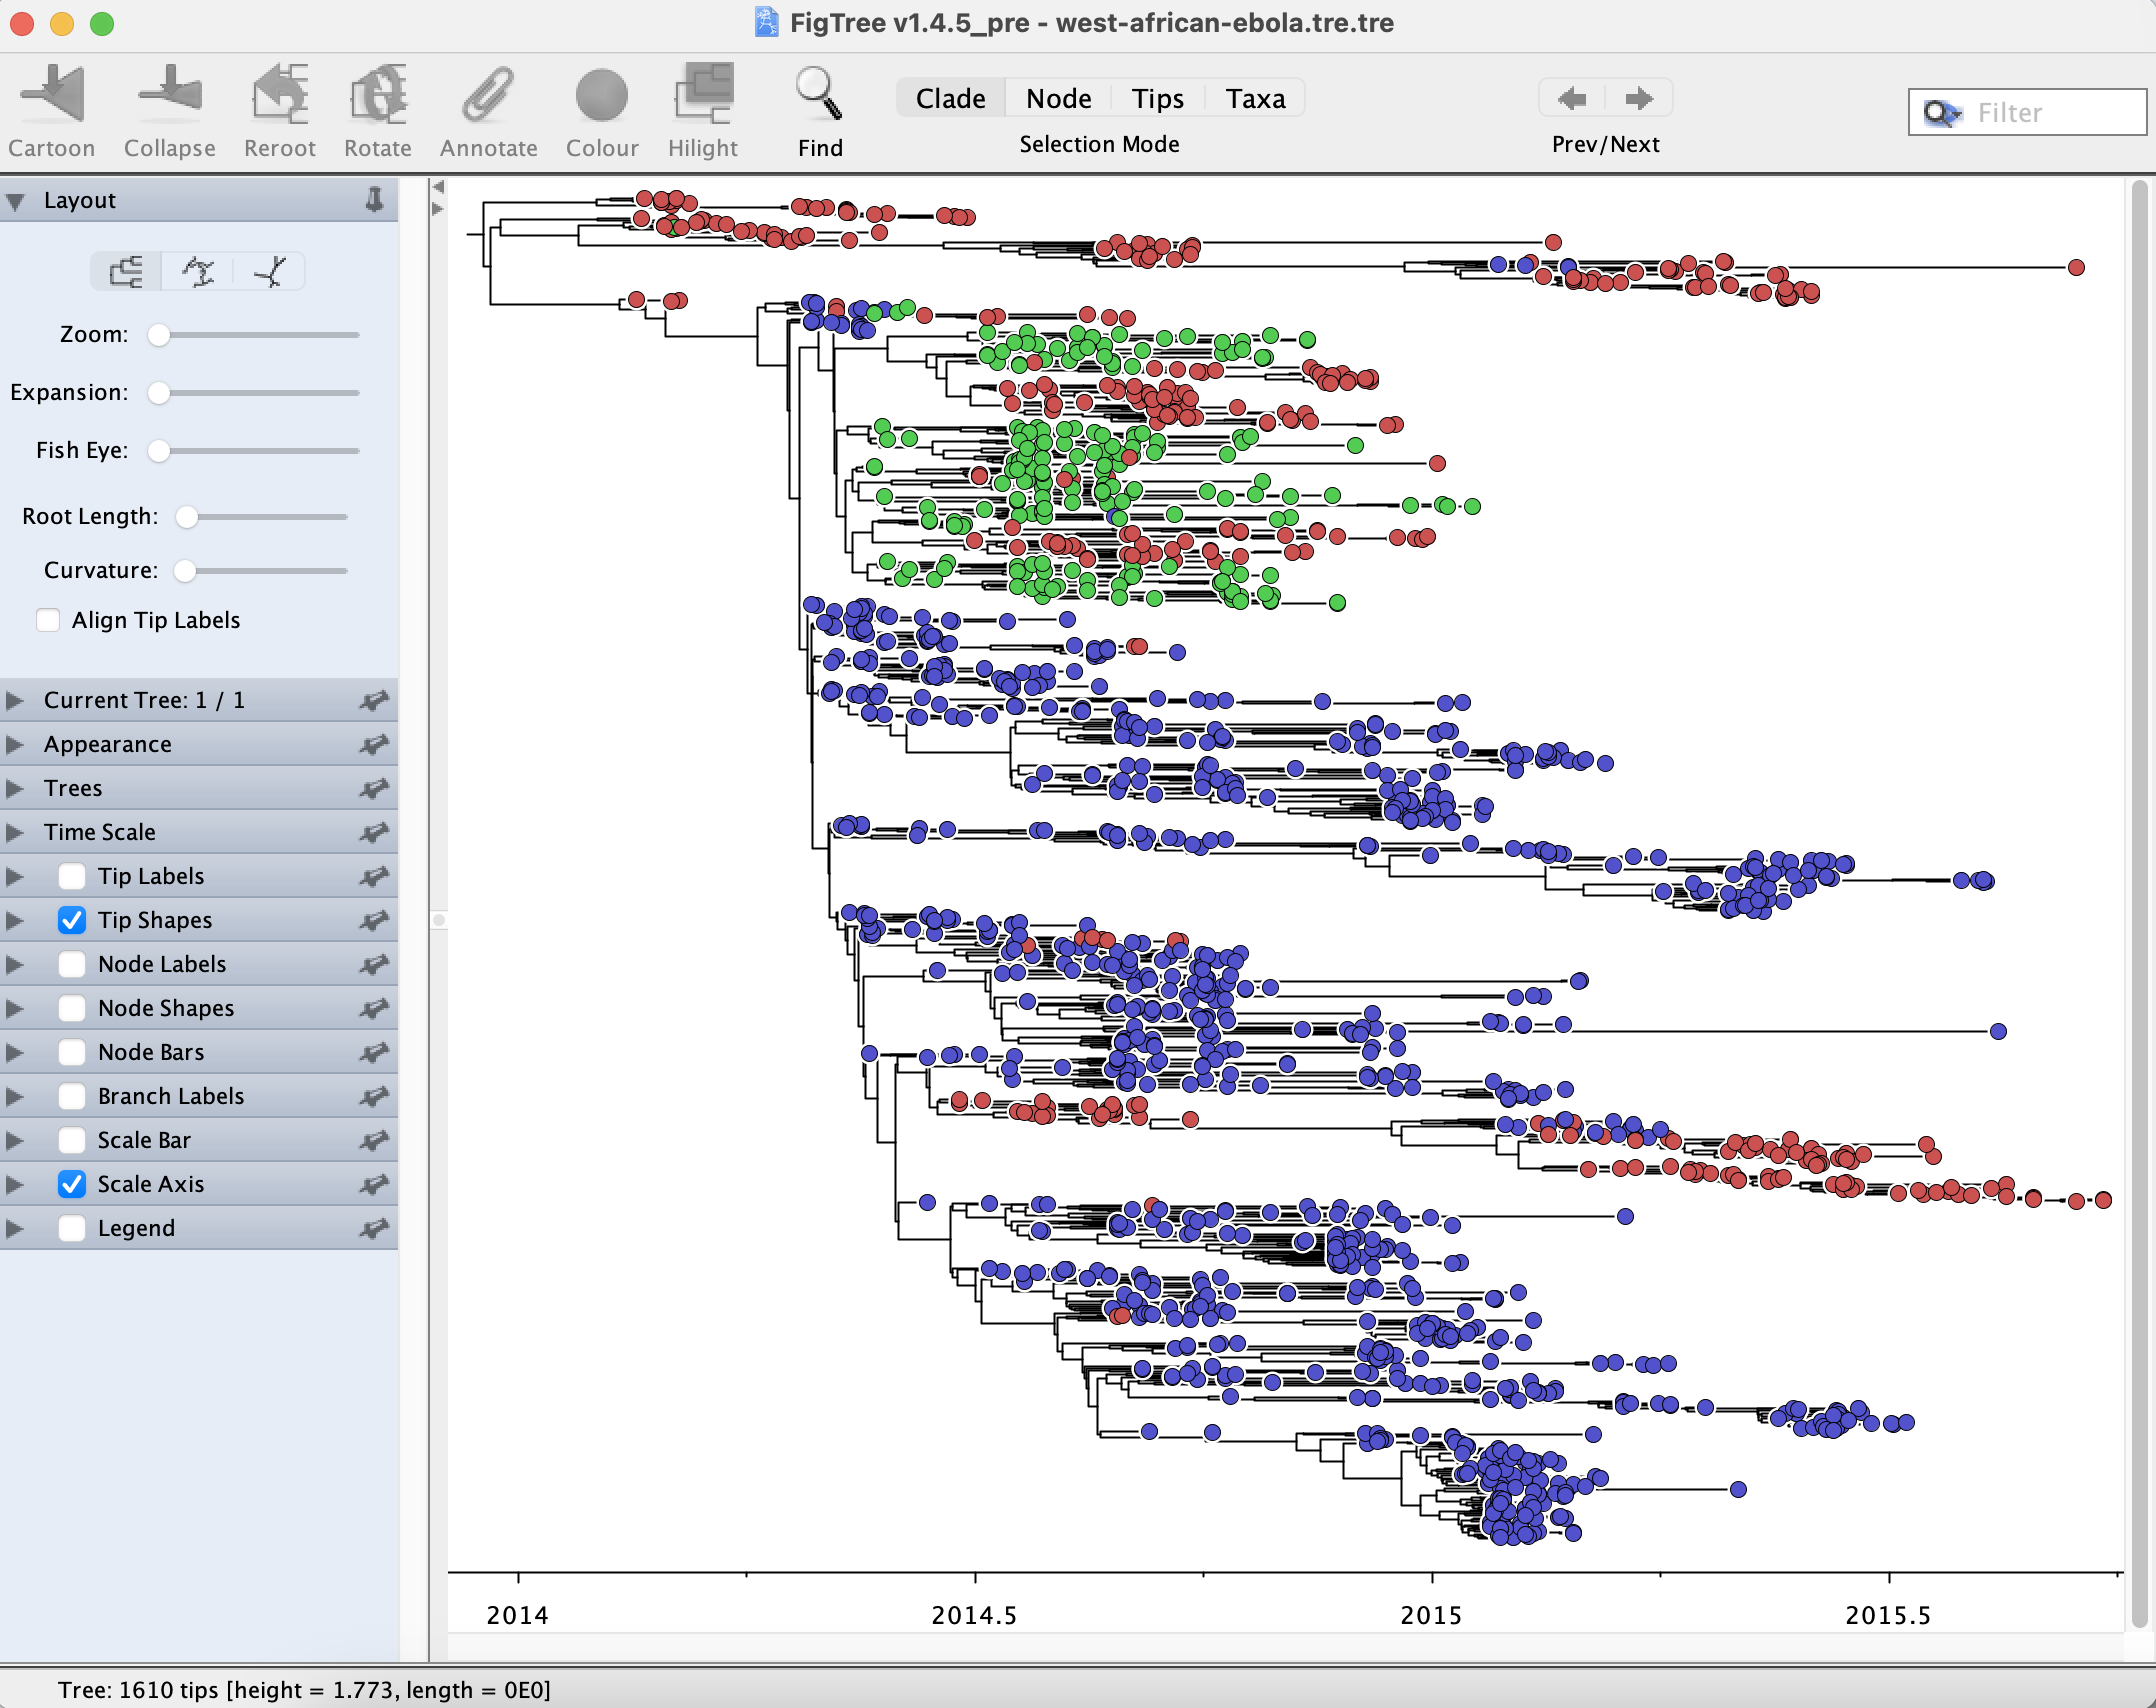 FigTree v1.4.5_pre - west-african-ebola.tre.tre
Cartoon Collapse Reroot Rotate Annotate Colour Hilight Find
Clade Node Tips Taxa
Selection Mode
Prev/Next
Filter
Layout
Zoom:
Expansion:
Fish Eye:
Root Length:
Curvature:
Align Tip Labels
Current Tree: 1 / 1
Appearance
Trees
Time Scale
Tip Labels
Tip Shapes
Node Labels
Node Shapes
Node Bars
Branch Labels
Scale Bar
Scale Axis
Legend
2014 2014.5 2015 2015.5
Tree: 1610 tips [height = 1.773, length = 0E0]